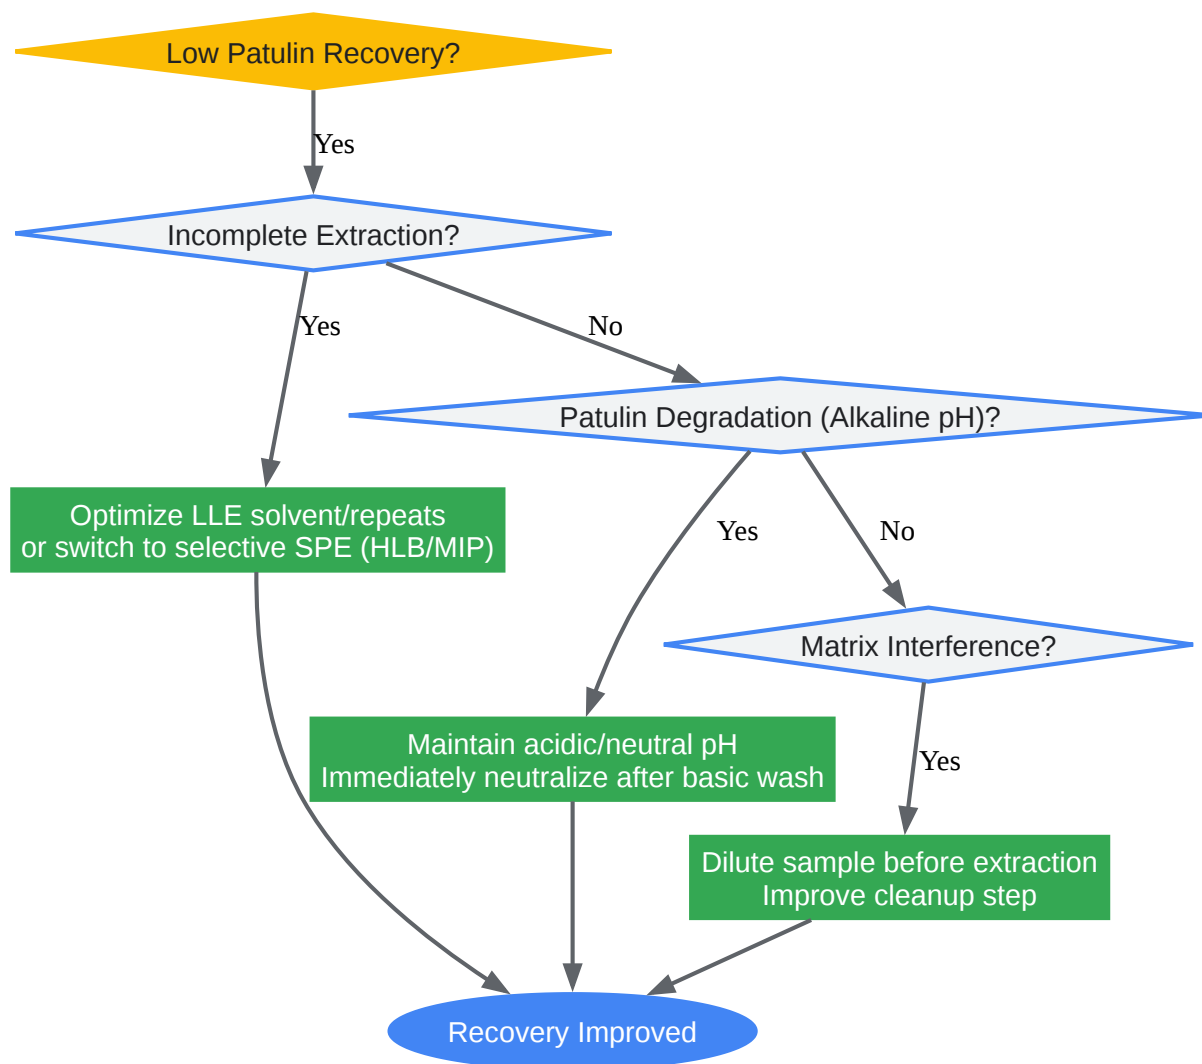 Low Patulin Recovery?
Yes
Incomplete Extraction?
Yes
No
Patulin Degradation (Alkaline pH)?
Optimize LLE solvent/repeats
or switch to selective SPE (HLB/MIP)
Yes
No
Matrix Interference?
Maintain acidic/neutral pH
Immediately neutralize after basic wash
Yes
Dilute sample before extraction
Improve cleanup step
Recovery Improved